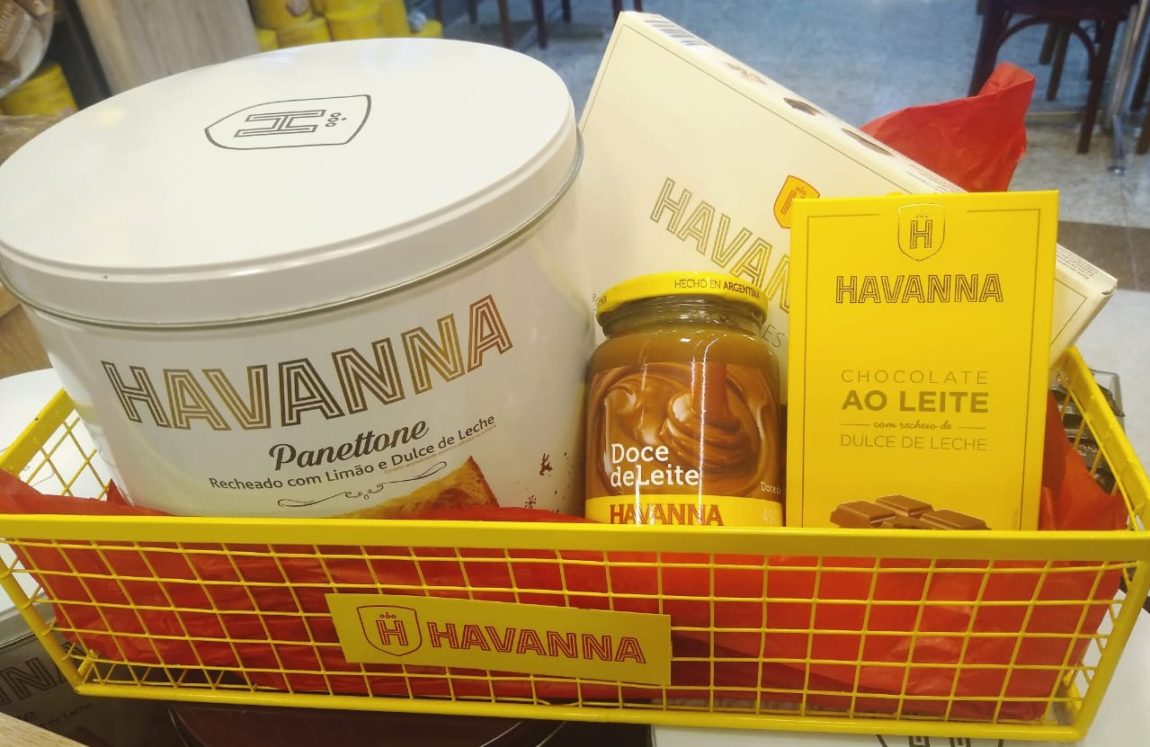 H
HAVANNA
Panettone
Recheado com Limão e Dulce de Leche
HAVAN
HECHO EN ARGENTINA
Doce
deLeite
HAVANNA
H
HAVANNA
CHOCOLATE
AO LEITE
com recheio de
DULCE DE LECHE
H HAVANNA